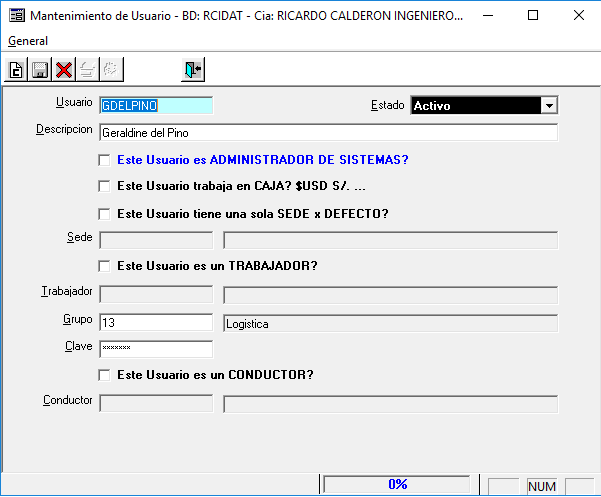 Mantenimiento de Usuario - BD: RCIDAT - Cia: RICARDO CALDERON INGENIERO...
General
Usuario GDELPINO Estado Activo
Descripcion Geraldine del Pino
Este Usuario es ADMINISTRADOR DE SISTEMAS?
Este Usuario trabaja en CAJA? $USD S/. ...
Este Usuario tiene una sola SEDE x DEFECTO?
Sede
Este Usuario es un TRABAJADOR?
Trabajador
Grupo 13 Logistica
Clave *******
Este Usuario es un CONDUCTOR?
Conductor
0% NUM